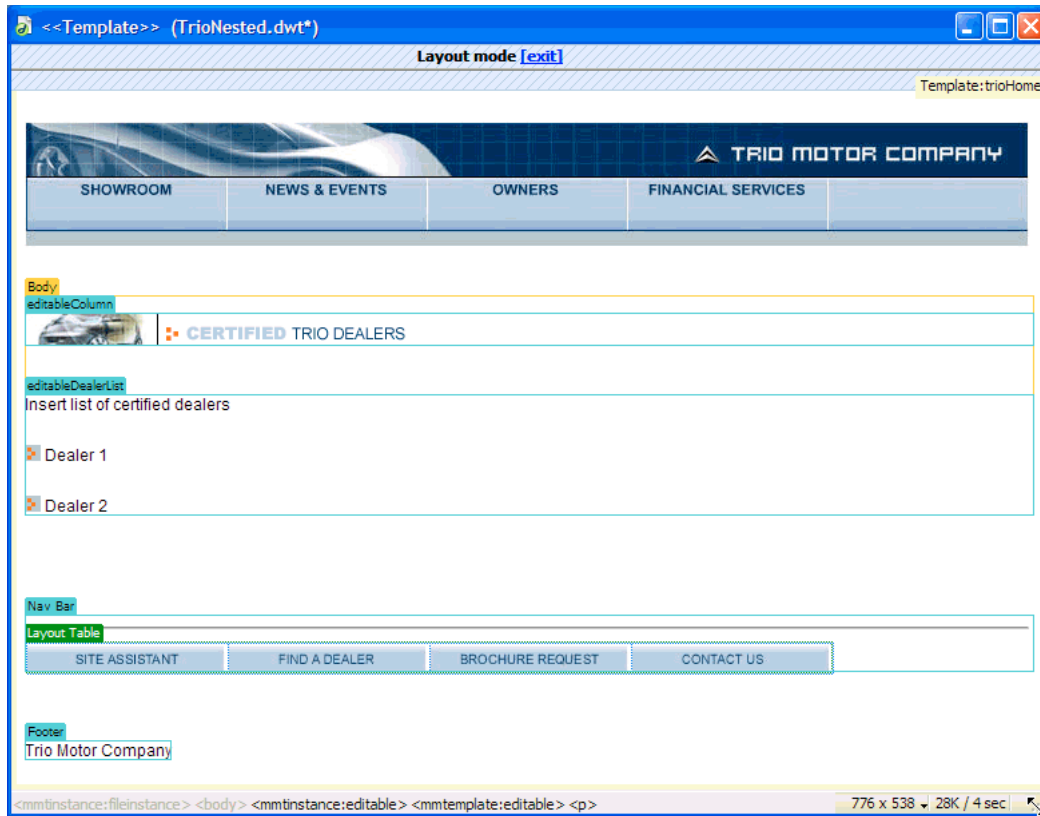 <<Template>> (TrioNested.dwt*)
Layout mode [exit]
Template:trioHome
TRIO MOTOR COMPANY
SHOWROOM NEWS & EVENTS OWNERS FINANCIAL SERVICES
Body
editableColumn
CERTIFIED TRIO DEALERS
editableDealerList
Insert list of certified dealers
Dealer 1
Dealer 2
Nav Bar
Layout Table
SITE ASSISTANT FIND A DEALER BROCHURE REQUEST CONTACT US
Footer
Trio Motor Company
<mmtinstance:fileinstance> <body> <mmtinstance:editable> <mmtemplate:editable> <p> 776 x 538 28K / 4 sec